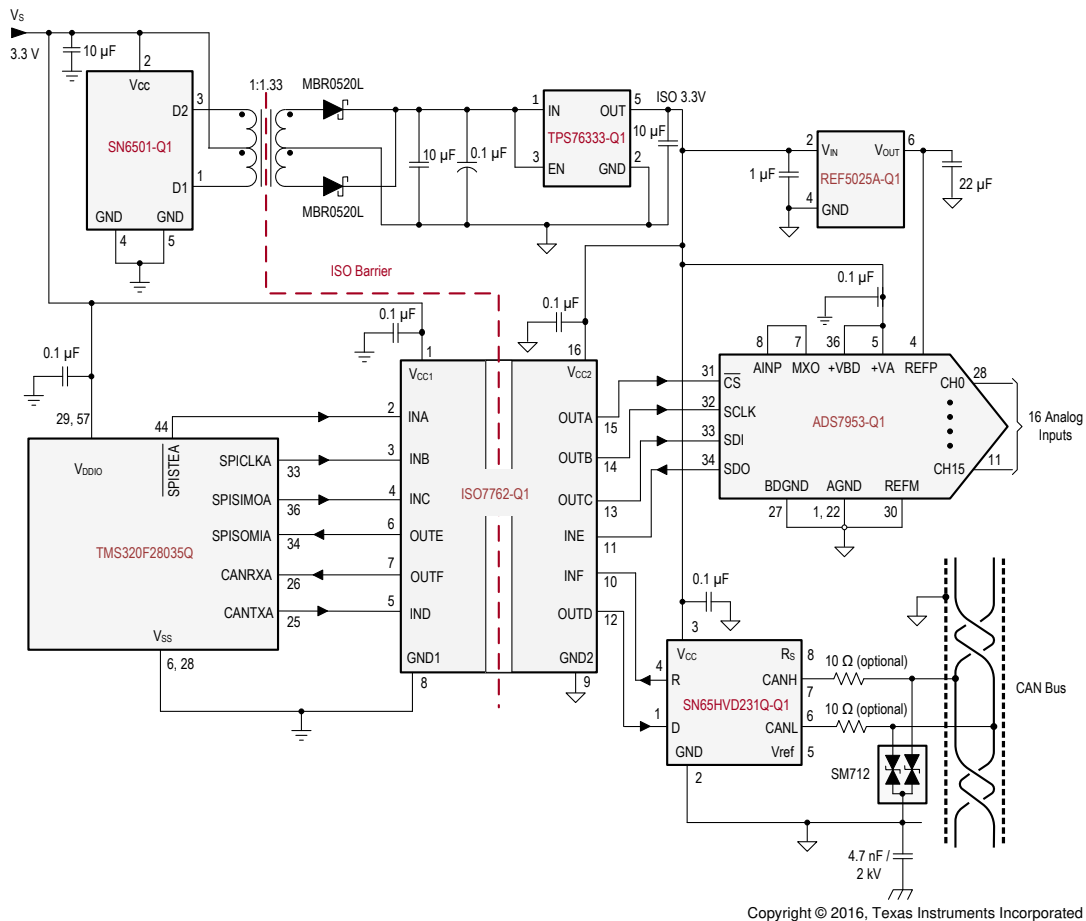 VS
3.3 V
10 µF
2
Vcc
SN6501-Q1
D2
3
D1
1
GND
GND
4
5
1:1.33
MBR0520L
MBR0520L
10 µF
0.1 µF
1
IN
OUT
5
TPS76333-Q1
3
EN
GND
2
10 µF
ISO 3.3V
1 µF
2
VIN
VOUT
6
REF5025A-Q1
4
GND
22 µF
ISO Barrier
0.1 µF
0.1 µF
0.1 µF
0.1 µF
29, 57
44
VDDIO
SPISTEA
TMS320F28035Q
SPICLKA
33
SPISIMOA
36
SPISOMIA
34
CANRXA
26
CANTXA
25
VSS
6, 28
1
16
VCC1
VCC2
2
INA
3
INB
4
INC
6
OUTE
7
OUTF
5
IND
GND1
8
ISO7762-Q1
OUTA
15
OUTB
14
OUTC
13
INE
11
INF
10
OUTD
12
GND2
9
8
7
36
5
4
AINP
MXO
+VBD
+VA
REFP
31
CS
32
SCLK
33
SDI
34
SDO
ADS7953-Q1
CH0
28
CH15
11
16 Analog
Inputs
BDGND
AGND
REFM
27
1, 22
30
0.1 µF
3
VCC
RS
8
4
R
CANH
7
SN65HVD231Q-Q1
1
D
CANL
6
GND
Vref
5
2
10 Ω (optional)
10 Ω (optional)
CAN Bus
SM712
4.7 nF /
2 kV
Copyright © 2016, Texas Instruments Incorporated